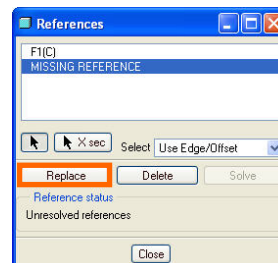 References
F1(C)
MISSING REFERENCE
X sec Select Use Edge/Offset
Replace Delete Solve
Reference status
Unresolved references
Close